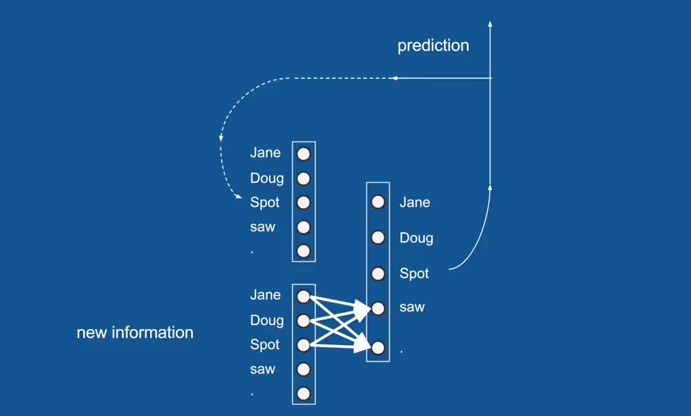 prediction
Jane
Doug
Spot
saw
.
Jane
Doug
Spot
saw
.
new information
Jane
Doug
Spot
saw
.